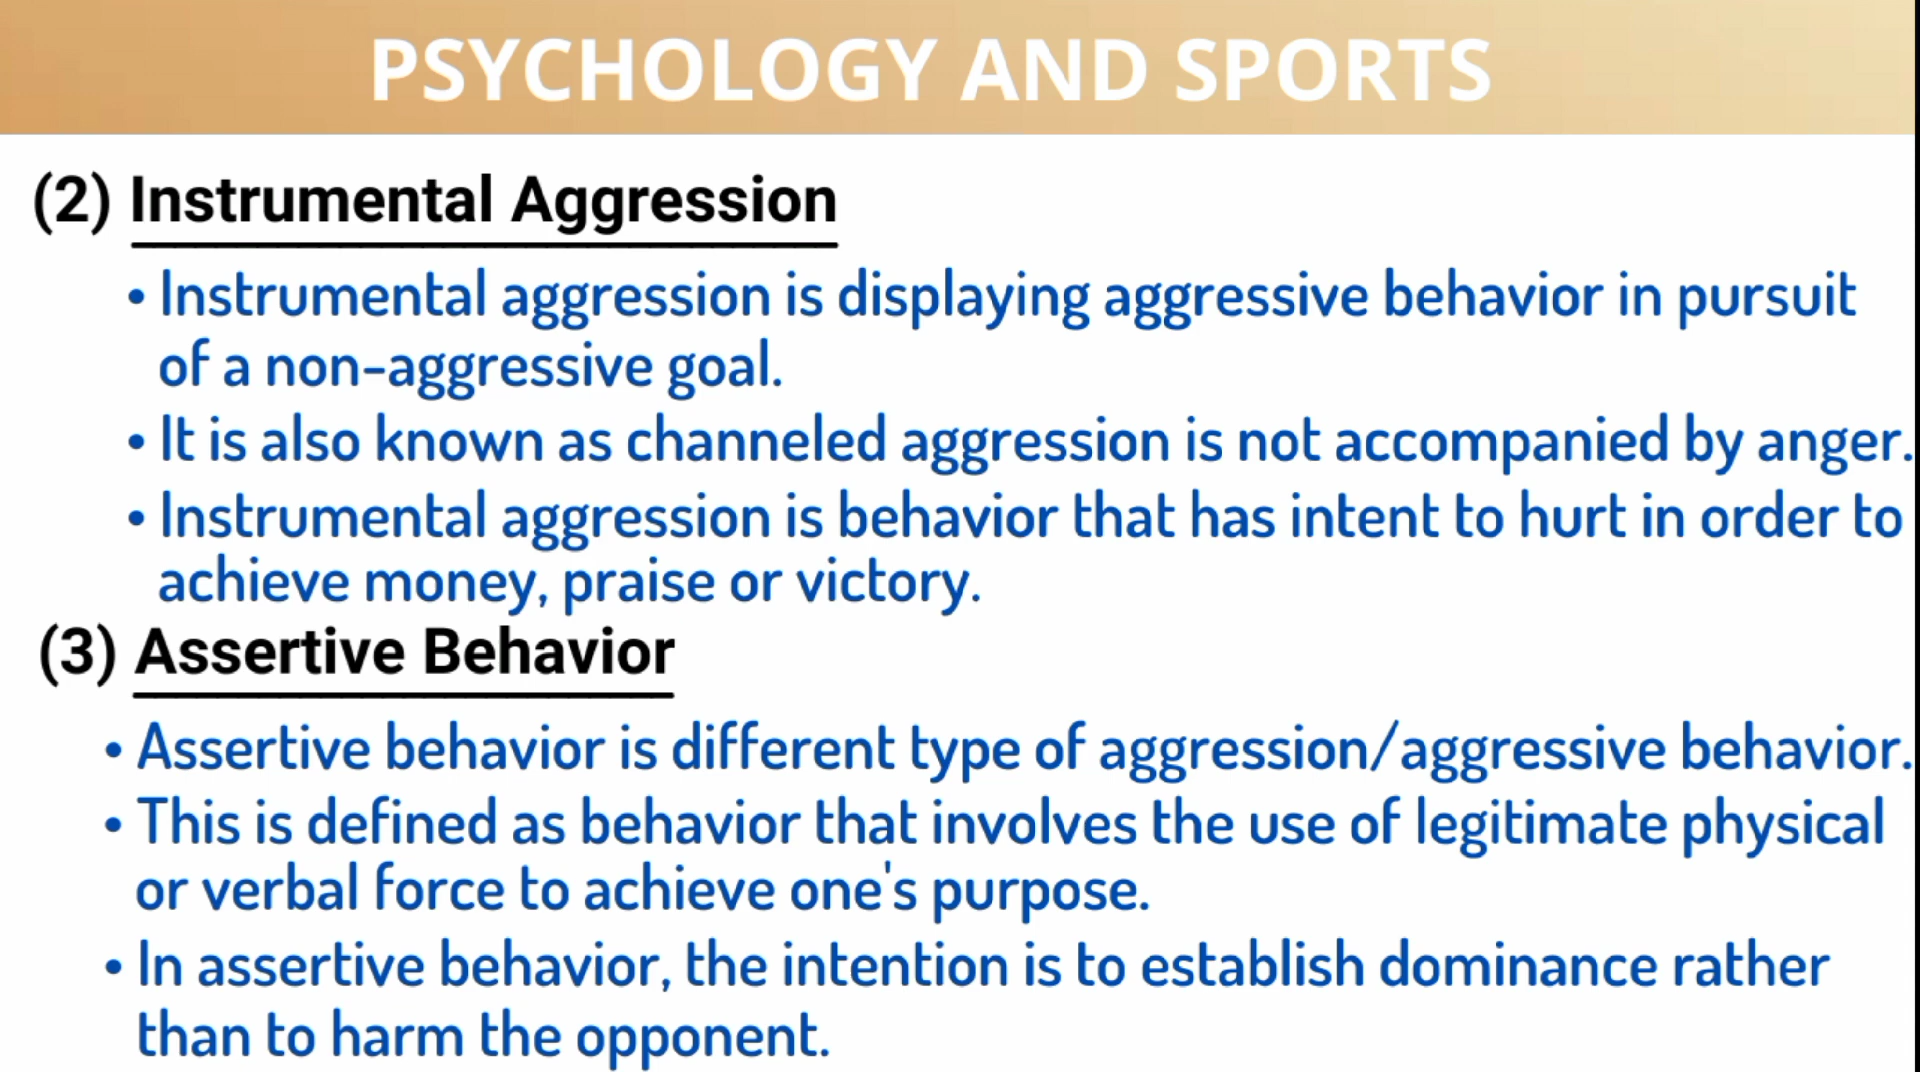 PSYCHOLOGY AND SPORTS
(2) Instrumental Aggression
• Instrumental aggression is displaying aggressive behavior in pursuit
of a non-aggressive goal.
• It is also known as channeled aggression is not accompanied by anger.
• Instrumental aggression is behavior that has intent to hurt in order to
achieve money, praise or victory.
(3) Assertive Behavior
• Assertive behavior is different type of aggression/aggressive behavior.
• This is defined as behavior that involves the use of legitimate physical
or verbal force to achieve one's purpose.
• In assertive behavior, the intention is to establish dominance rather
than to harm the opponent.